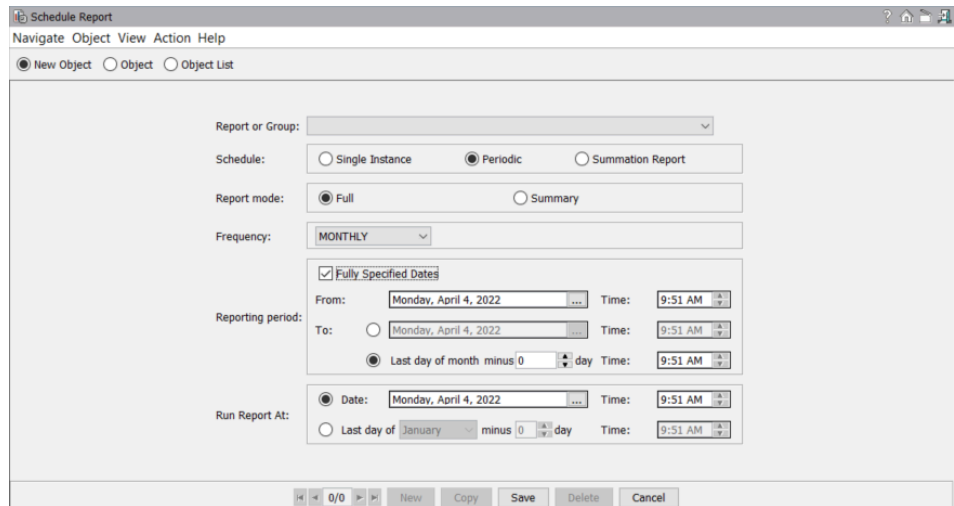 Schedule Report
Navigate Object View Action Help
New Object Object Object List
Report or Group:
Schedule: Single Instance Periodic Summation Report
Report mode: Full Summary
Frequency: MONTHLY
Fully Specified Dates
From: Monday, April 4, 2022 ... Time: 9:51 AM
Reporting period:
To: Monday, April 4, 2022 ... Time: 9:51 AM
Last day of month minus 0 day Time: 9:51 AM
Date: Monday, April 4, 2022 ... Time: 9:51 AM
Run Report At:
Last day of January minus 0 day Time: 9:51 AM
0/0 New Copy Save Delete Cancel